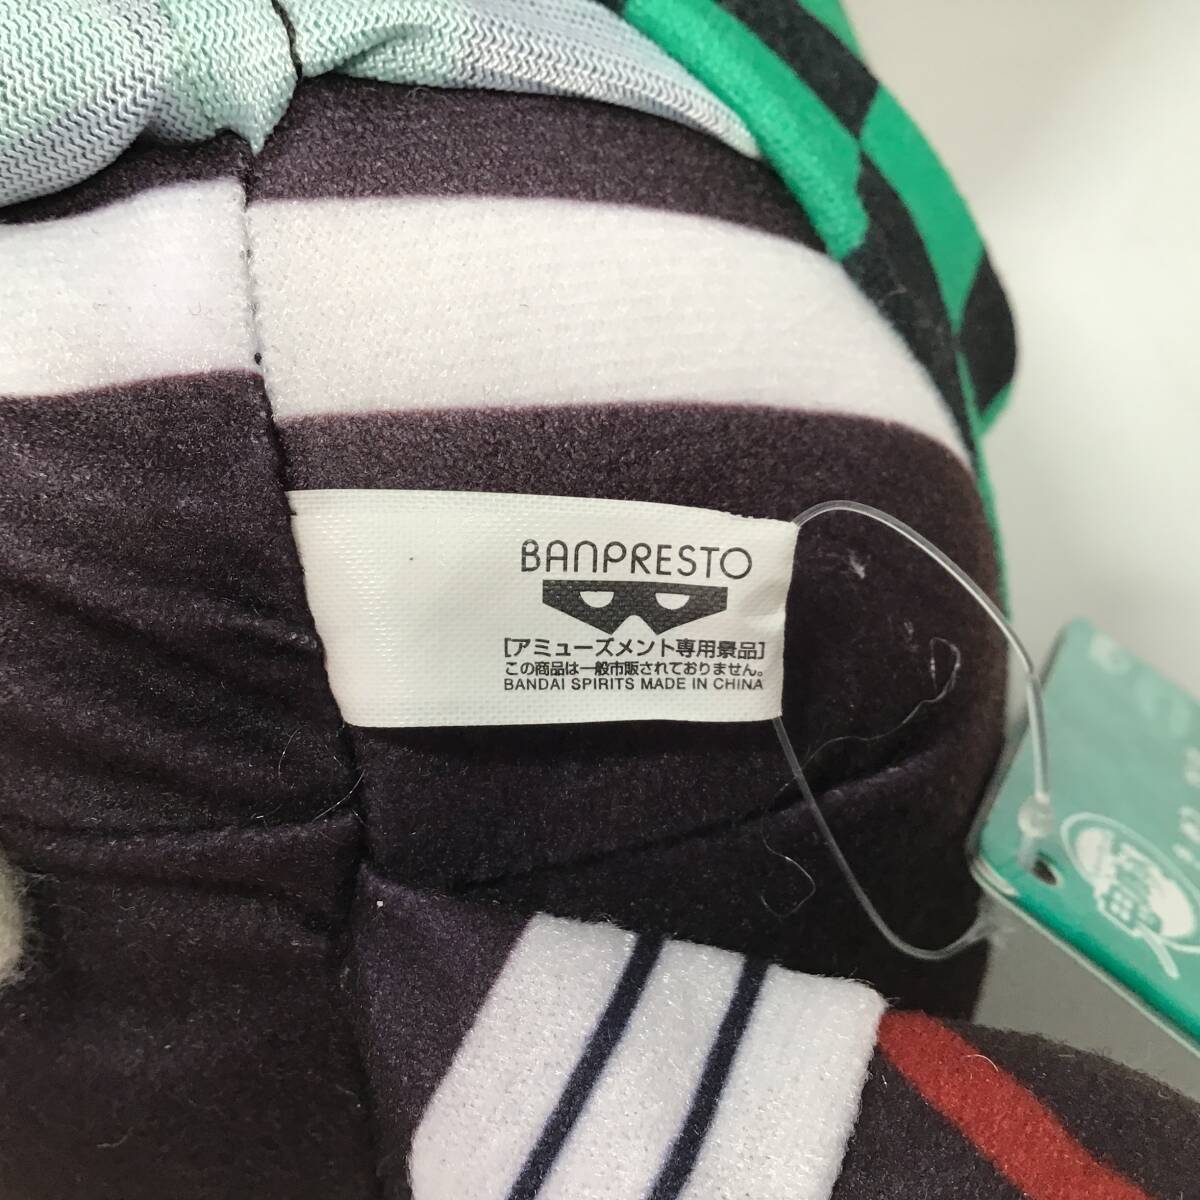 BANPRESTO
[アミューズメント専用景品]
この商品は一般市販されておりません。
BANDAI SPIRITS MADE IN CHINA